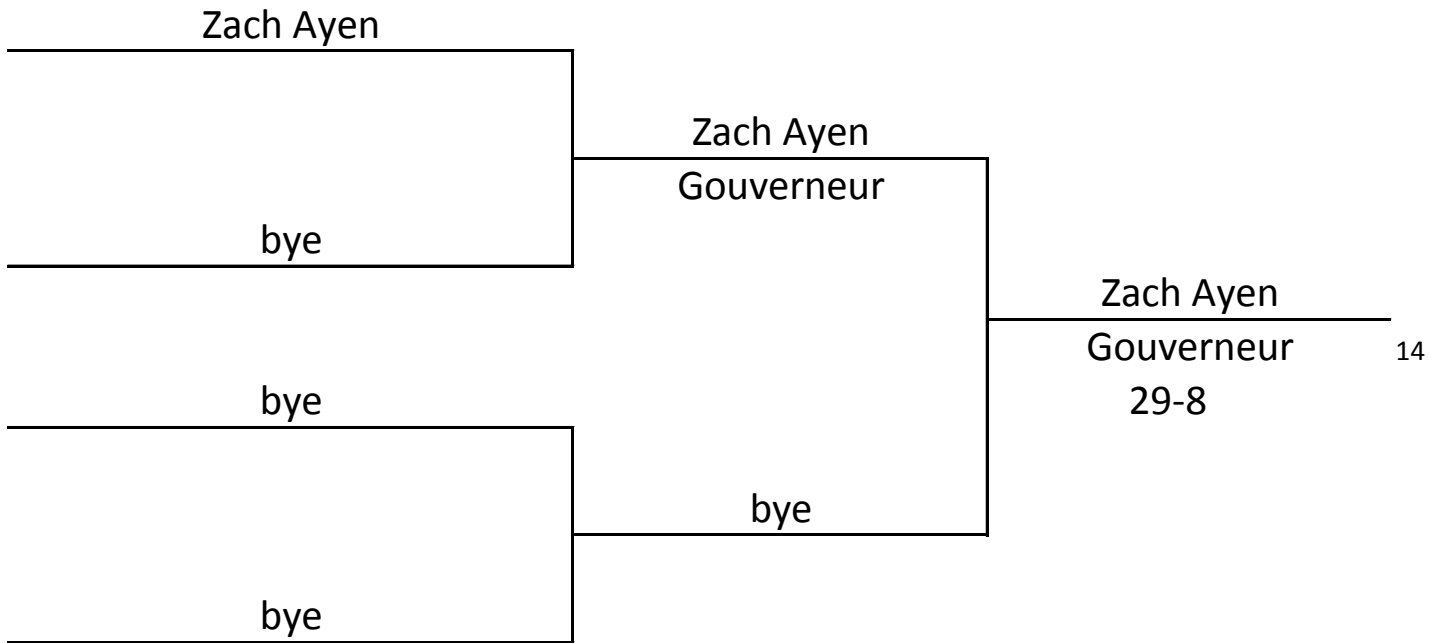 Zach Ayen
Zach Ayen
Gouverneur
bye
Zach Ayen
Gouverneur 14
29-8
bye
bye
bye